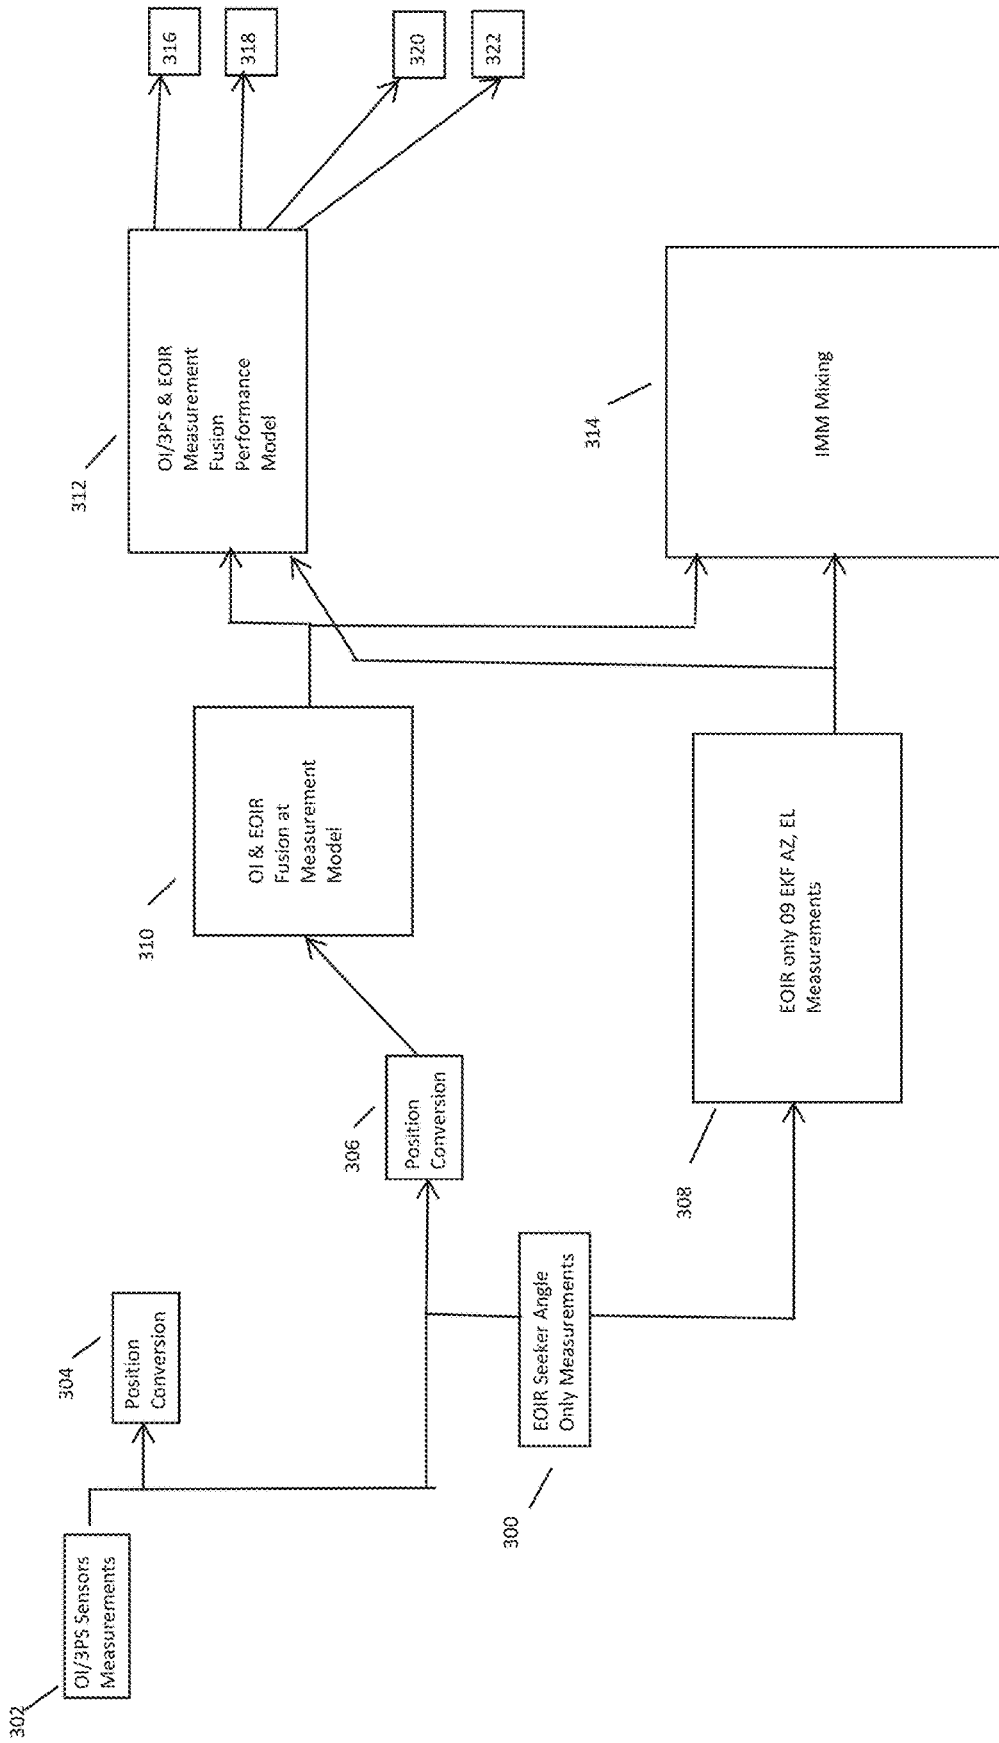 302
OI/3PS Sensors
Measurements
304
Position
Conversion
300
EOIR Seeker Angle
Only Measurements
306
Position
Conversion
308
EOIR only 09 EKF AZ, EL
Measurements
310
OI & EOIR
Fusion at
Measurement
Model
312
OI/3PS & EOIR
Measurement
Fusion
Performance
Model
314
IMM Mixing
316
318
320
322